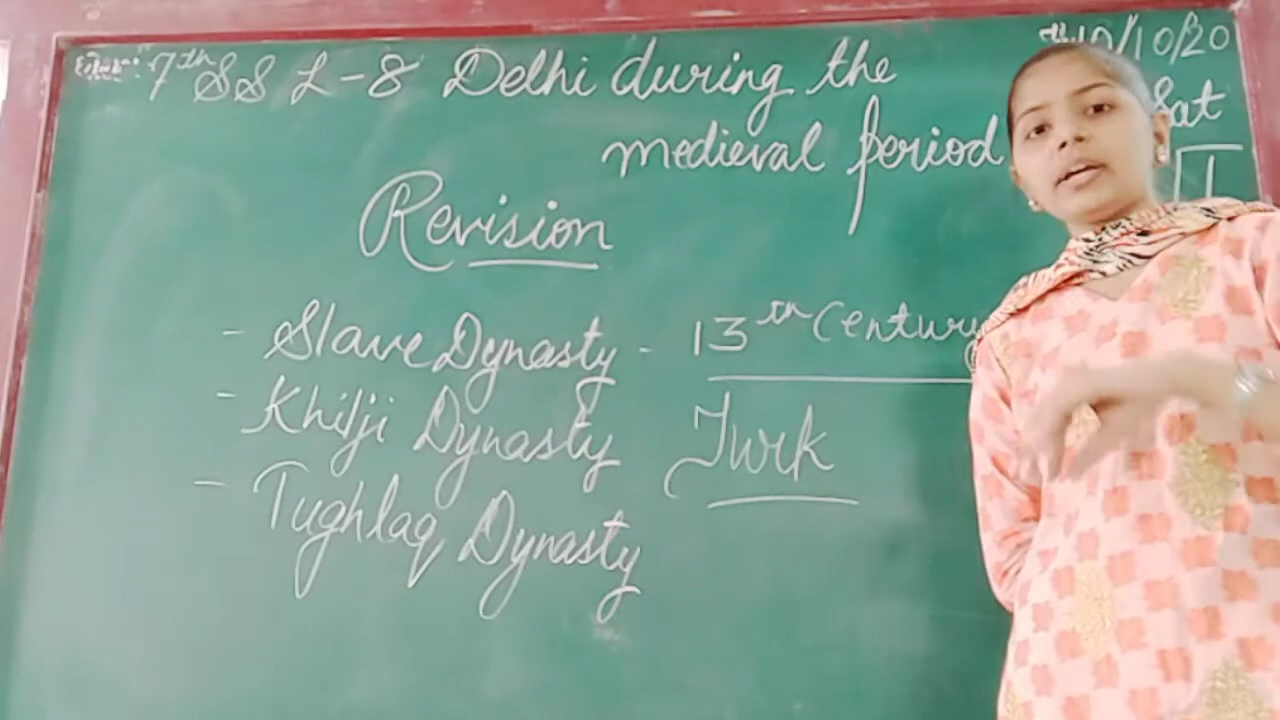 7th SS L-8 Delhi during the
medieval period
10/10/20
Sat
1
Revision
- Slave Dynasty - 13th Century
- Khilji Dynasty Turk
- Tughlaq Dynasty